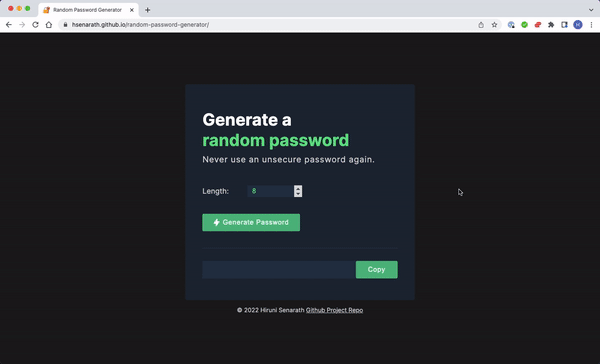 Random Password Generator
hsenarath.github.io/random-password-generator/
H
Generate a
random password
Never use an unsecure password again.
Length: 8
Generate Password
Copy
© 2022 Hiruni Senarath Github Project Repo